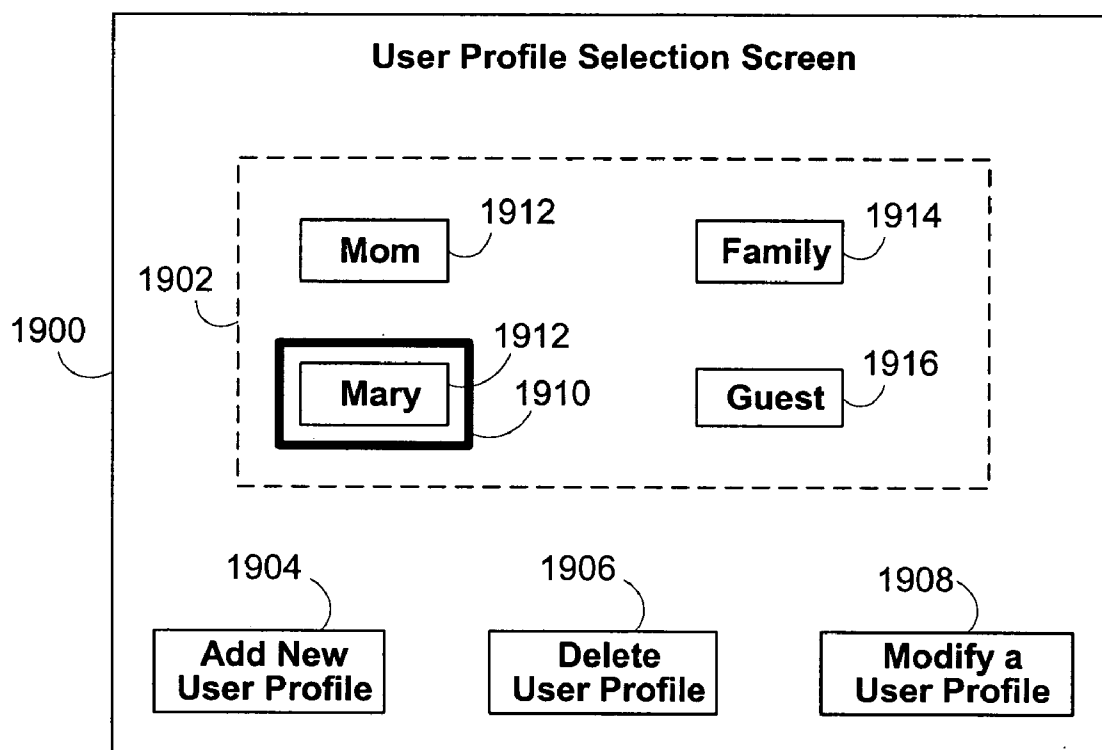 User Profile Selection Screen
1912
1914
Mom
Family
1902
1900
1912
1916
Mary
1910
Guest
1904
1906
1908
Add New
User Profile
Delete
User Profile
Modify a
User Profile